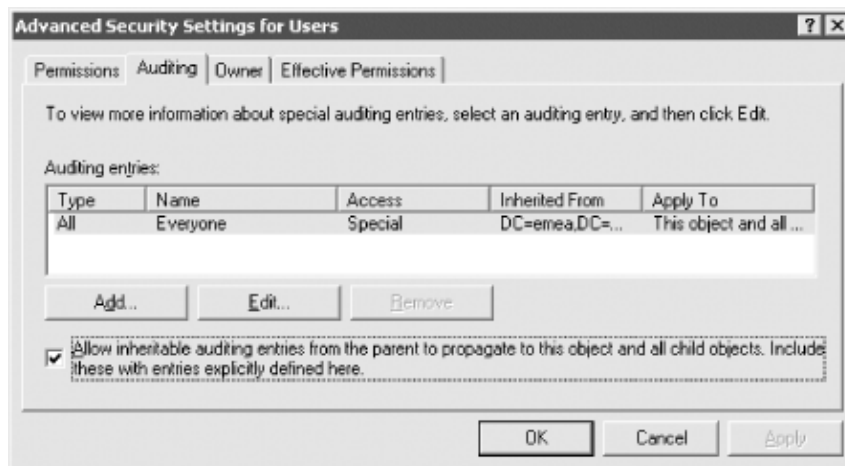 Advanced Security Settings for Users
Permissions Auditing Owner Effective Permissions
To view more information about special auditing entries, select an auditing entry, and then click Edit.
Auditing entries:
Type Name Access Inherited From Apply To
All Everyone Special DC=emea,DC=... This object and all ...
Add... Edit... Remove
Allow inheritable auditing entries from the parent to propagate to this object and all child objects. Include
these with entries explicitly defined here.
OK Cancel Apply